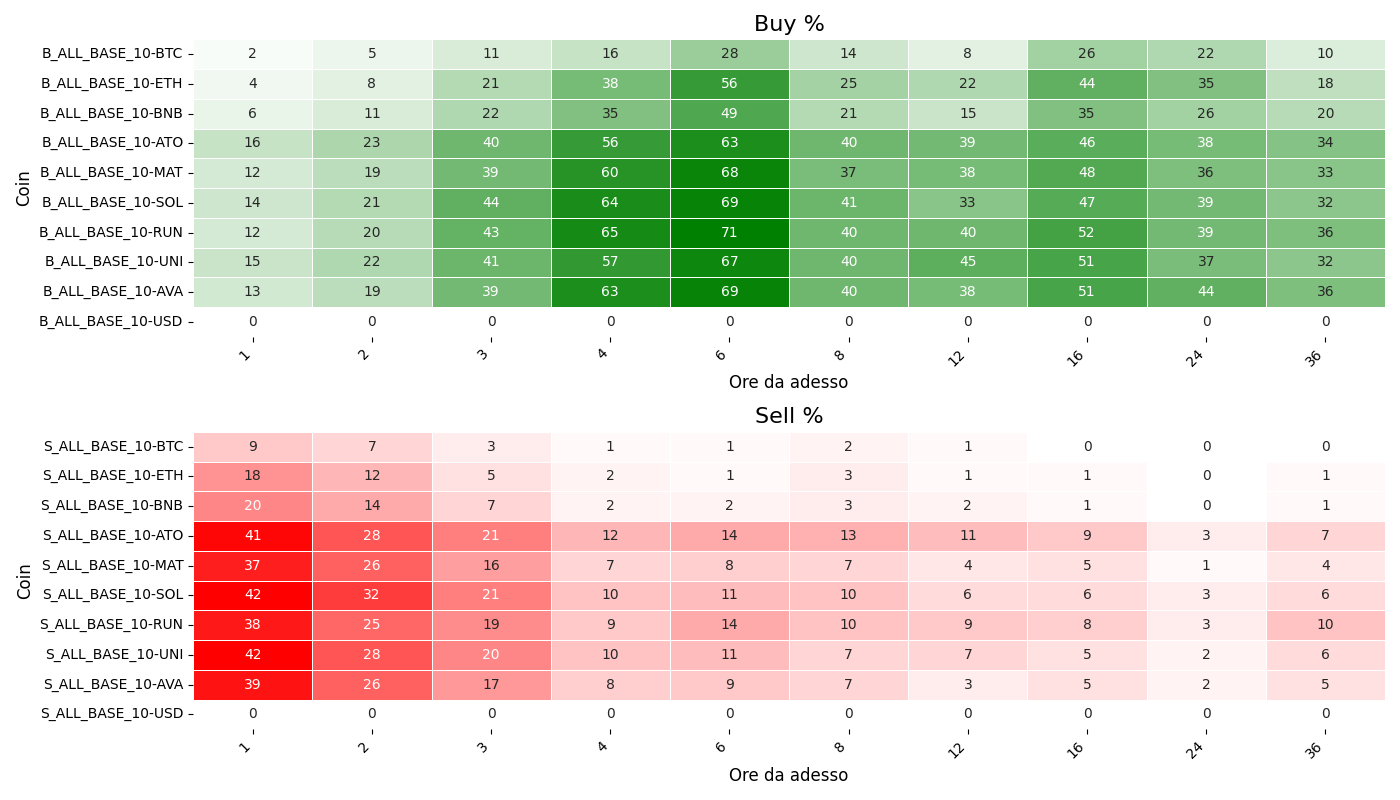 Buy %
Coin
B_ALL_BASE_10-BTC 2 5 11 16 28 14 8 26 22 10
B_ALL_BASE_10-ETH 4 8 21 38 56 25 22 44 35 18
B_ALL_BASE_10-BNB 6 11 22 35 49 21 15 35 26 20
B_ALL_BASE_10-ATO 16 23 40 56 63 40 39 46 38 34
B_ALL_BASE_10-MAT 12 19 39 60 68 37 38 48 36 33
B_ALL_BASE_10-SOL 14 21 44 64 69 41 33 47 39 32
B_ALL_BASE_10-RUN 12 20 43 65 71 40 40 52 39 36
B_ALL_BASE_10-UNI 15 22 41 57 67 40 45 51 37 32
B_ALL_BASE_10-AVA 13 19 39 63 69 40 38 51 44 36
B_ALL_BASE_10-USD 0 0 0 0 0 0 0 0 0 0
1 2 3 4 6 8 12 16 24 36
Ore da adesso
Sell %
Coin
S_ALL_BASE_10-BTC 9 7 3 1 1 2 1 0 0 0
S_ALL_BASE_10-ETH 18 12 5 2 1 3 1 1 0 1
S_ALL_BASE_10-BNB 20 14 7 2 2 3 2 1 0 1
S_ALL_BASE_10-ATO 41 28 21 12 14 13 11 9 3 7
S_ALL_BASE_10-MAT 37 26 16 7 8 7 4 5 1 4
S_ALL_BASE_10-SOL 42 32 21 10 11 10 6 6 3 6
S_ALL_BASE_10-RUN 38 25 19 9 14 10 9 8 3 10
S_ALL_BASE_10-UNI 42 28 20 10 11 7 7 5 2 6
S_ALL_BASE_10-AVA 39 26 17 8 9 7 3 5 2 5
S_ALL_BASE_10-USD 0 0 0 0 0 0 0 0 0 0
1 2 3 4 6 8 12 16 24 36
Ore da adesso